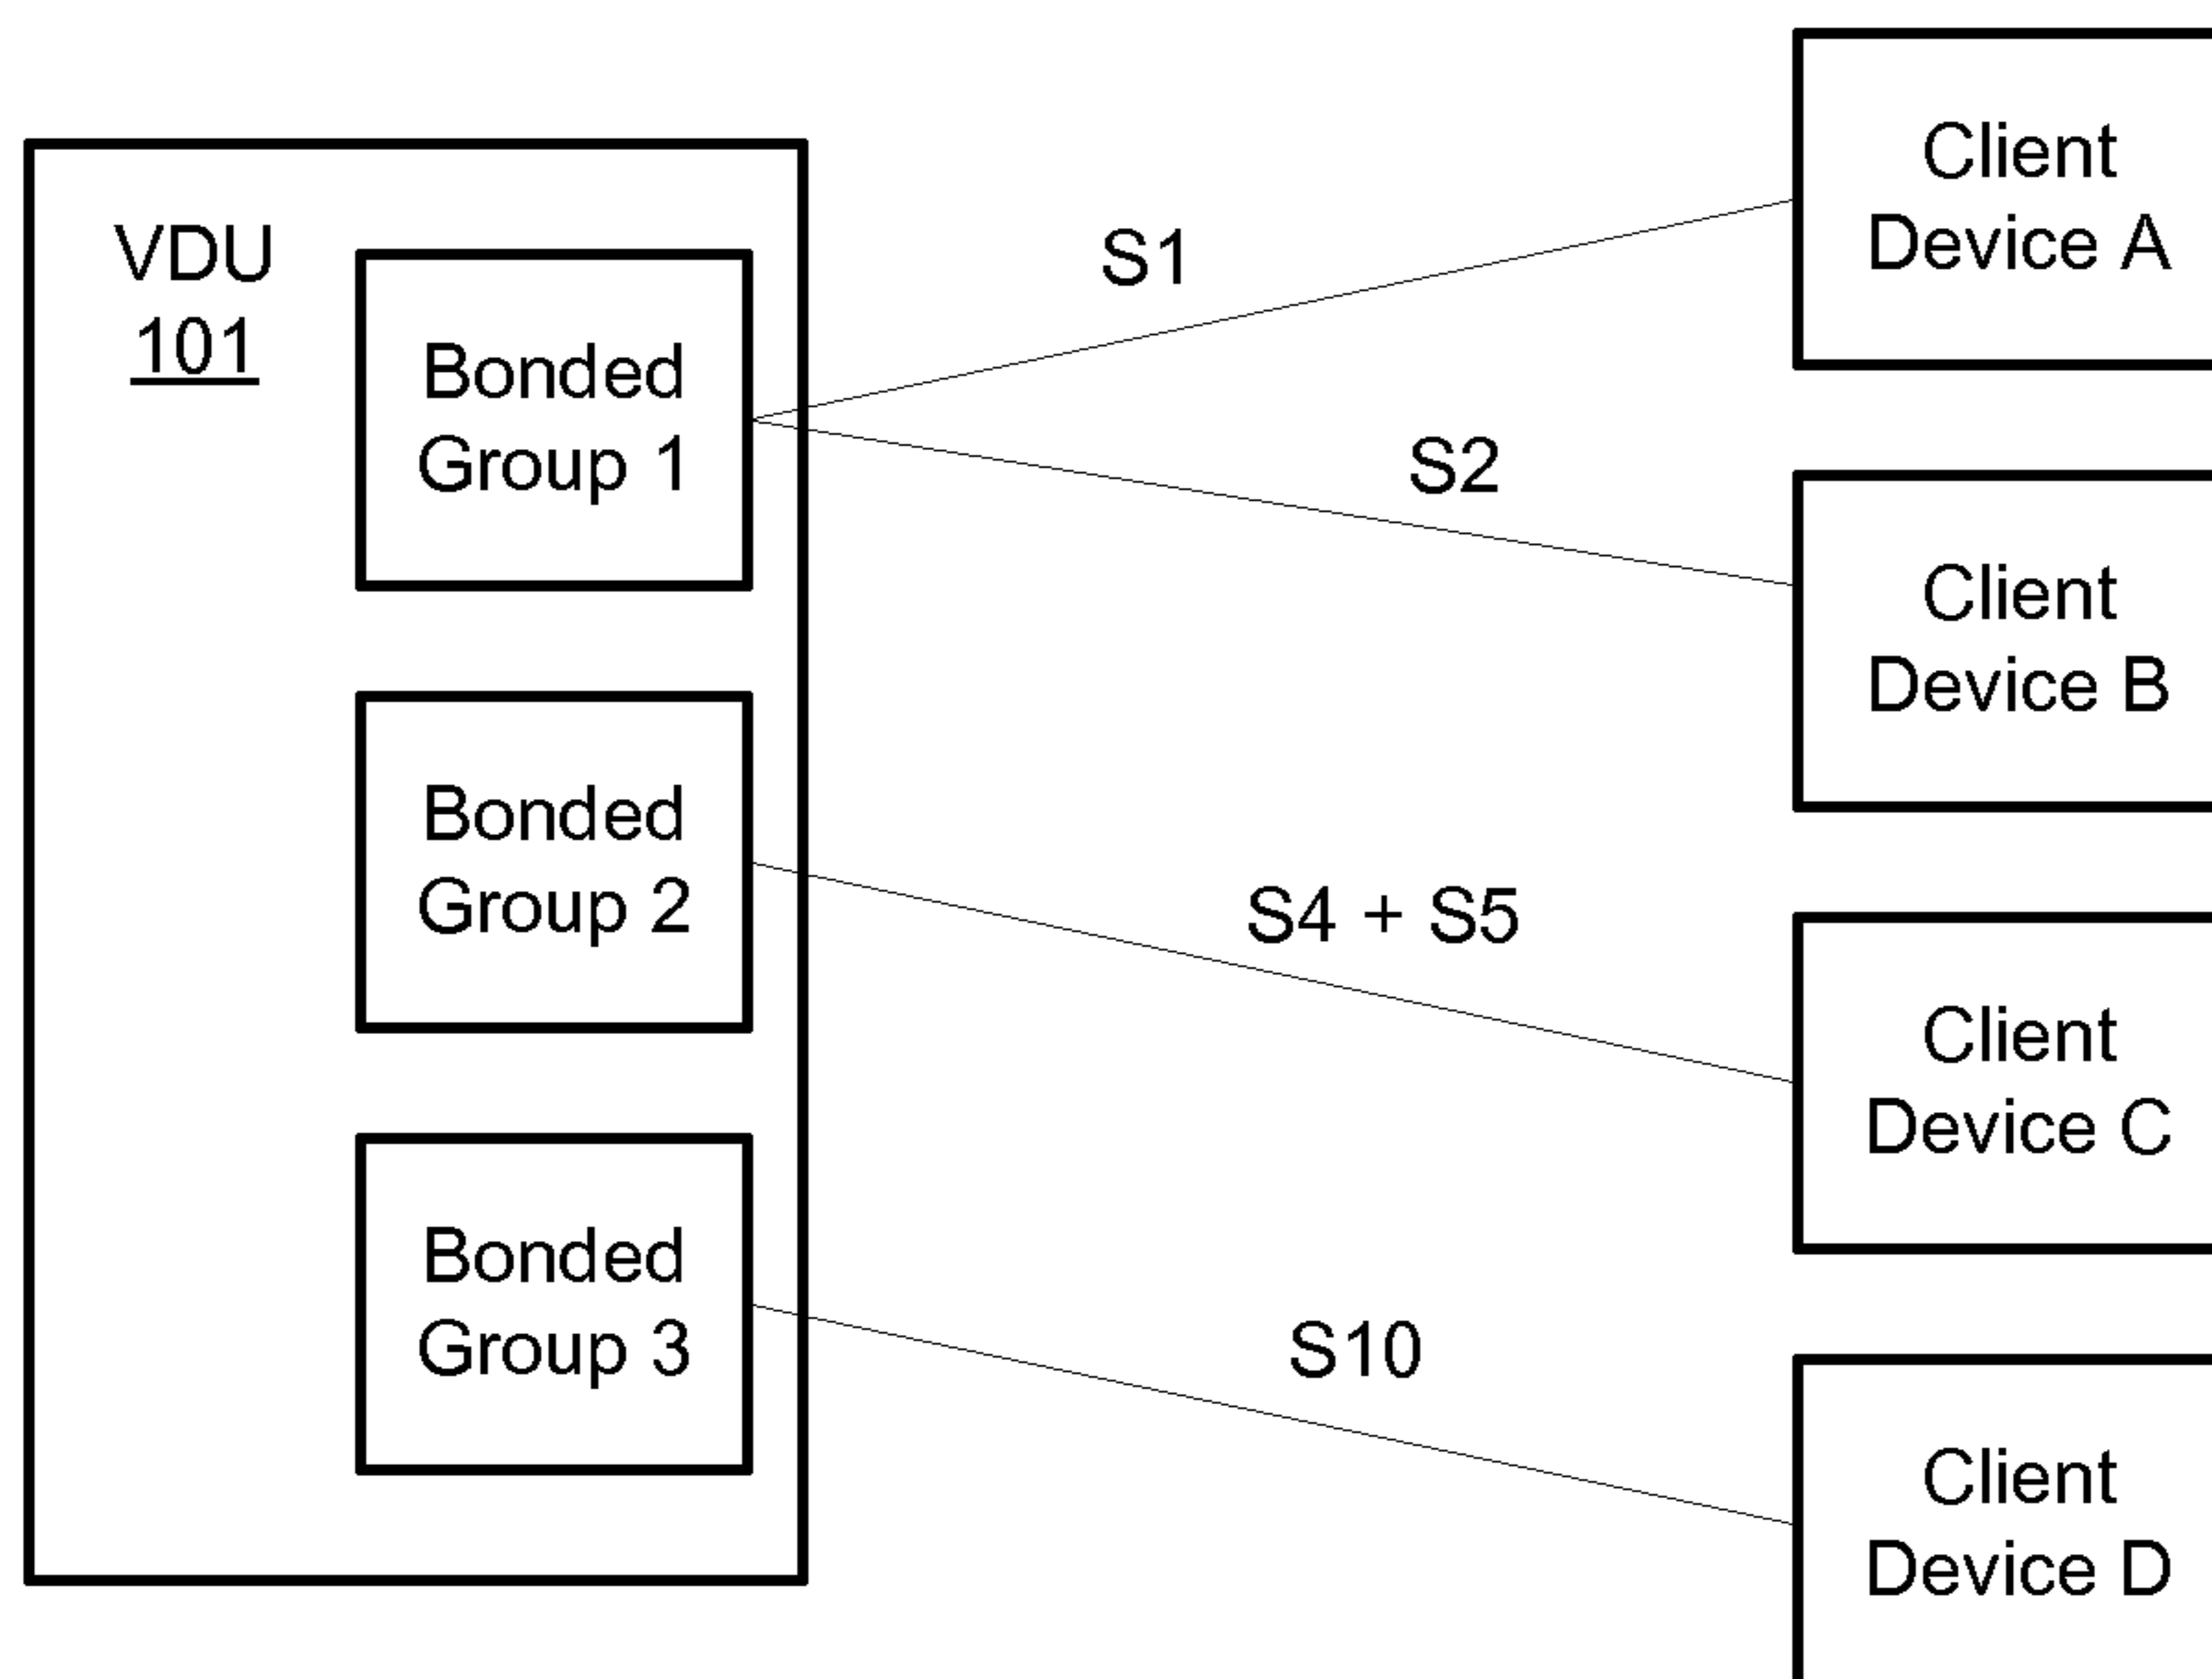 VDU
101
Bonded
Group 1
Bonded
Group 2
Bonded
Group 3
S1
S2
S4 + S5
S10
Client
Device A
Client
Device B
Client
Device C
Client
Device D